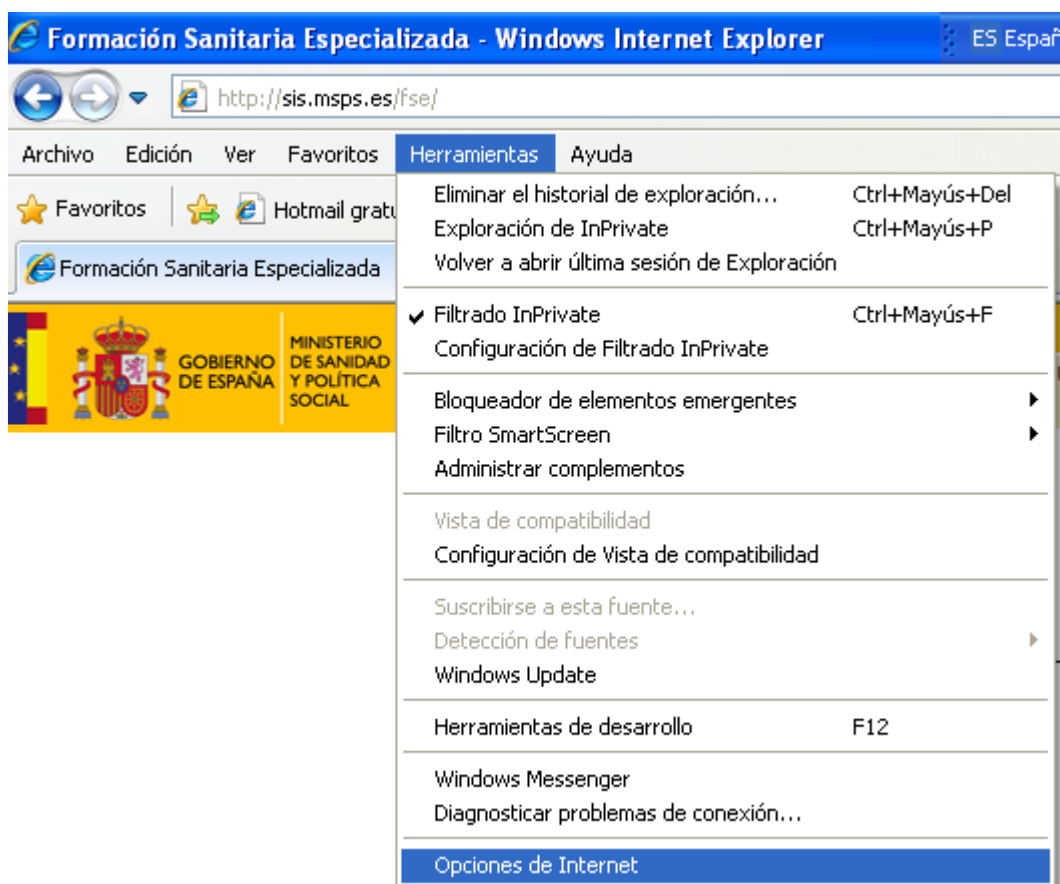 Formación Sanitaria Especializada - Windows Internet Explorer
ES
http://sis.msps.es/fse/
Archivo Edición Ver Favoritos Herramientas Ayuda
Favoritos Hotmail
Formación Sanitaria Especializada
GOBIERNO
DE ESPAÑA
MINISTERIO
DE SANIDAD
Y POLÍTICA
SOCIAL
Eliminar el historial de exploración... Ctrl+Mayús+Del
Exploración de InPrivate Ctrl+Mayús+P
Volver a abrir última sesión de Exploración
Filtrado InPrivate Ctrl+Mayús+F
Configuración de Filtrado InPrivate
Bloqueador de elementos emergentes
Filtro SmartScreen
Administrar complementos
Vista de compatibilidad
Configuración de Vista de compatibilidad
Suscribirse a esta fuente...
Detección de fuentes
Windows Update
Herramientas de desarrollo F12
Windows Messenger
Diagnosticar problemas de conexión...
Opciones de Internet